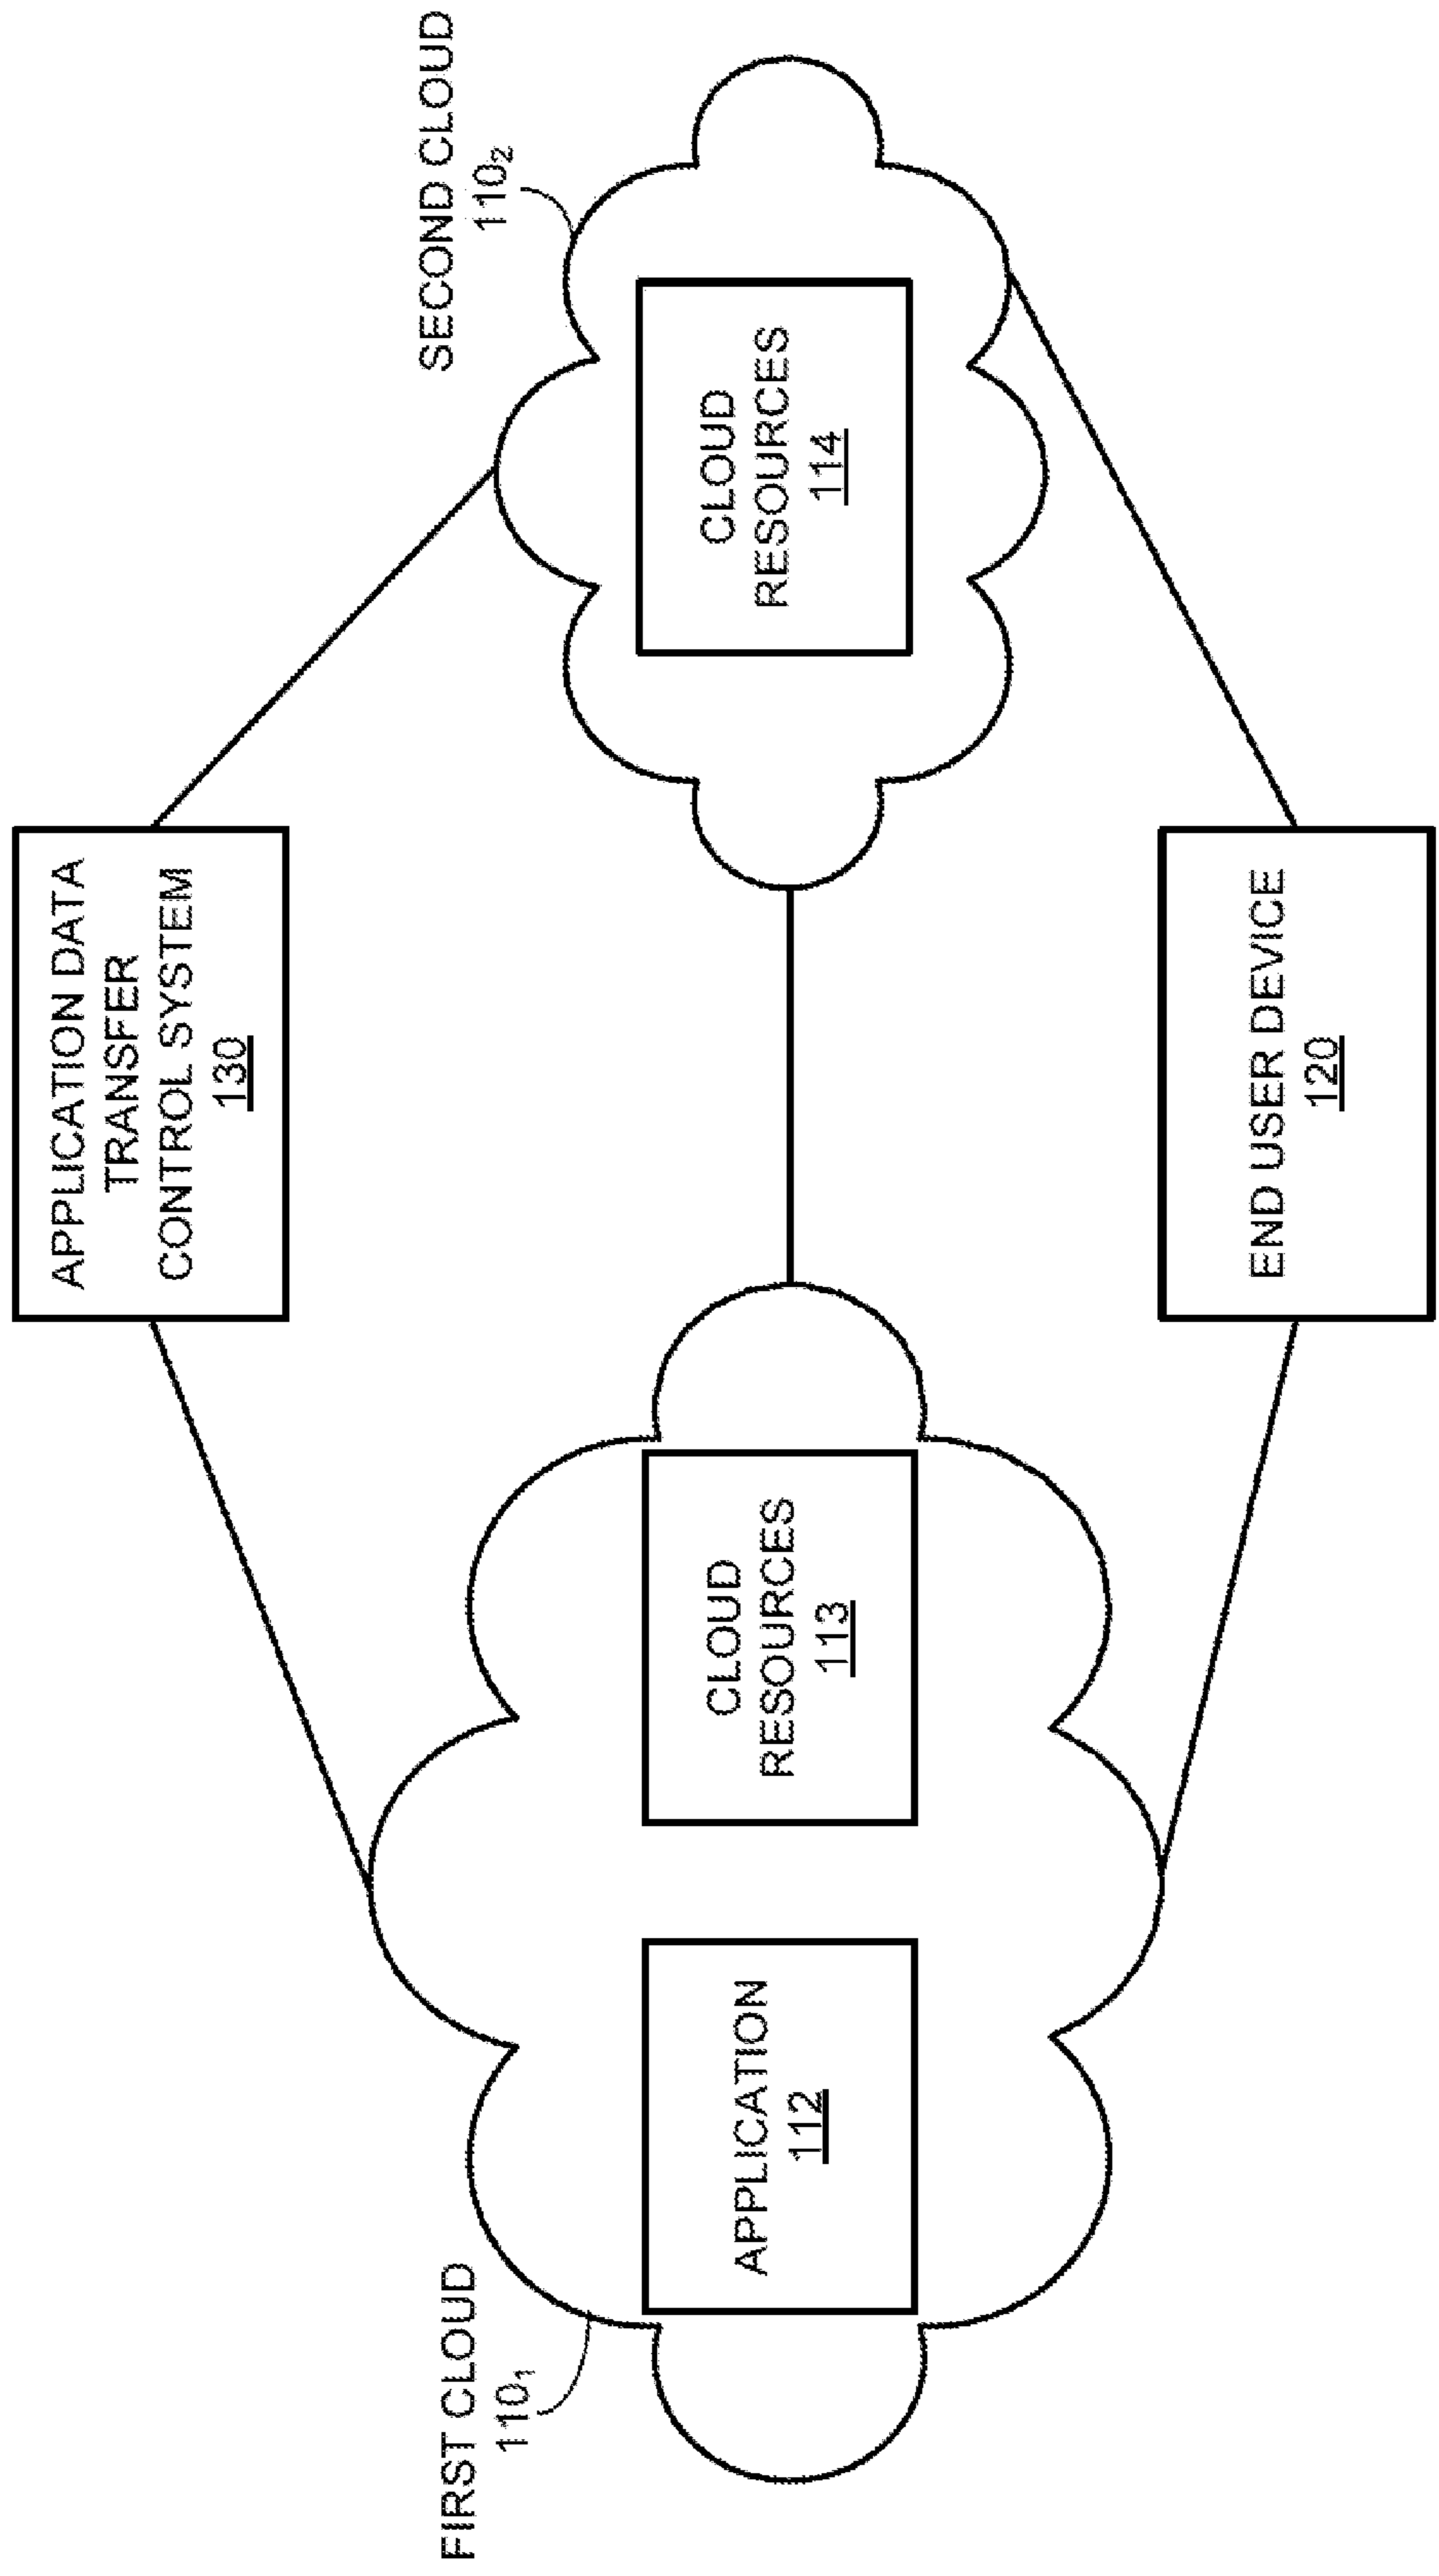 APPLICATION DATA
TRANSFER
CONTROL SYSTEM
130
FIRST CLOUD
110₁
SECOND CLOUD
110₂
APPLICATION
112
CLOUD
RESOURCES
113
CLOUD
RESOURCES
114
END USER DEVICE
120